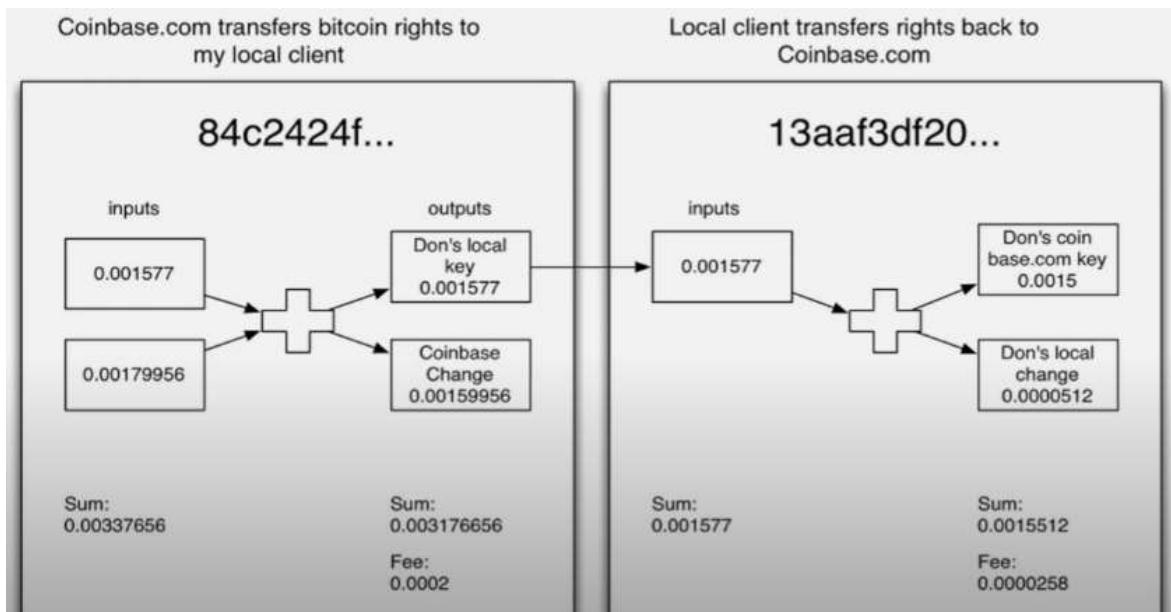 Coinbase.com transfers bitcoin rights to
my local client
84c2424f...
inputs
outputs
0.001577
0.00179956
Don's local
key
0.001577
Coinbase
Change
0.00159956
Sum:
0.00337656
Sum:
0.003176656
Fee:
0.0002
Local client transfers rights back to
Coinbase.com
13aaf3df20...
inputs
0.001577
Don's coin
base.com key
0.0015
Don's local
change
0.0000512
Sum:
0.001577
Sum:
0.0015512
Fee:
0.0000258